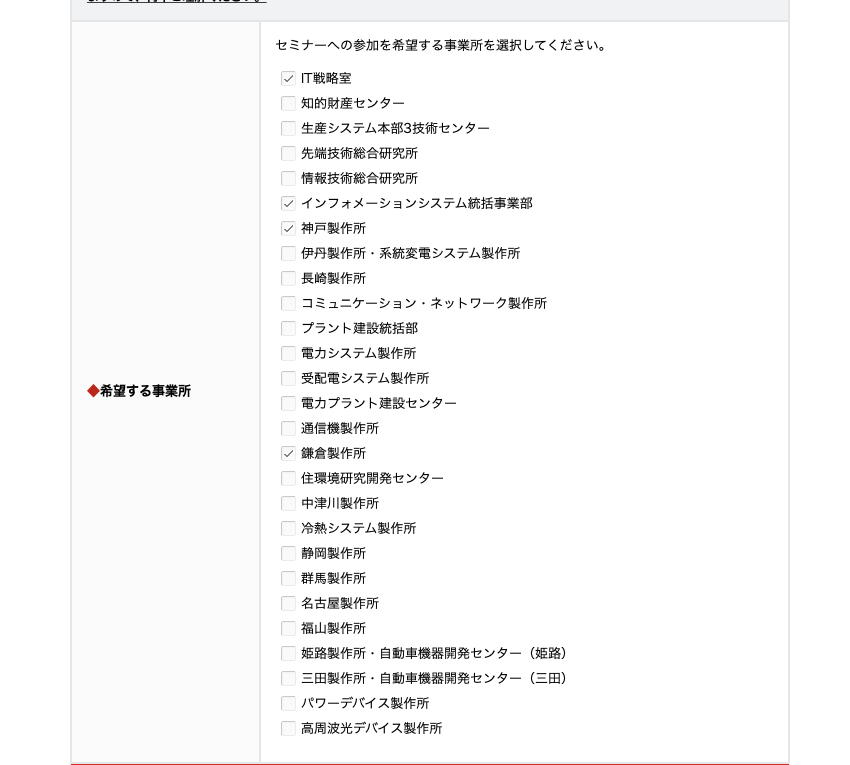 セミナーへの参加を希望する事業所を選択してください。
IT戦略室
知的財産センター
生産システム本部3技術センター
先端技術総合研究所
情報技術総合研究所
インフォメーションシステム統括事業部
神戸製作所
伊丹製作所・系統変電システム製作所
長崎製作所
コミュニケーション・ネットワーク製作所
プラント建設統括部
電力システム製作所
受配電システム製作所
◆希望する事業所
電力プラント建設センター
通信機製作所
鎌倉製作所
住環境研究開発センター
中津川製作所
冷熱システム製作所
静岡製作所
群馬製作所
名古屋製作所
福山製作所
姫路製作所・自動車機器開発センター（姫路）
三田製作所・自動車機器開発センター（三田）
パワーデバイス製作所
高周波光デバイス製作所